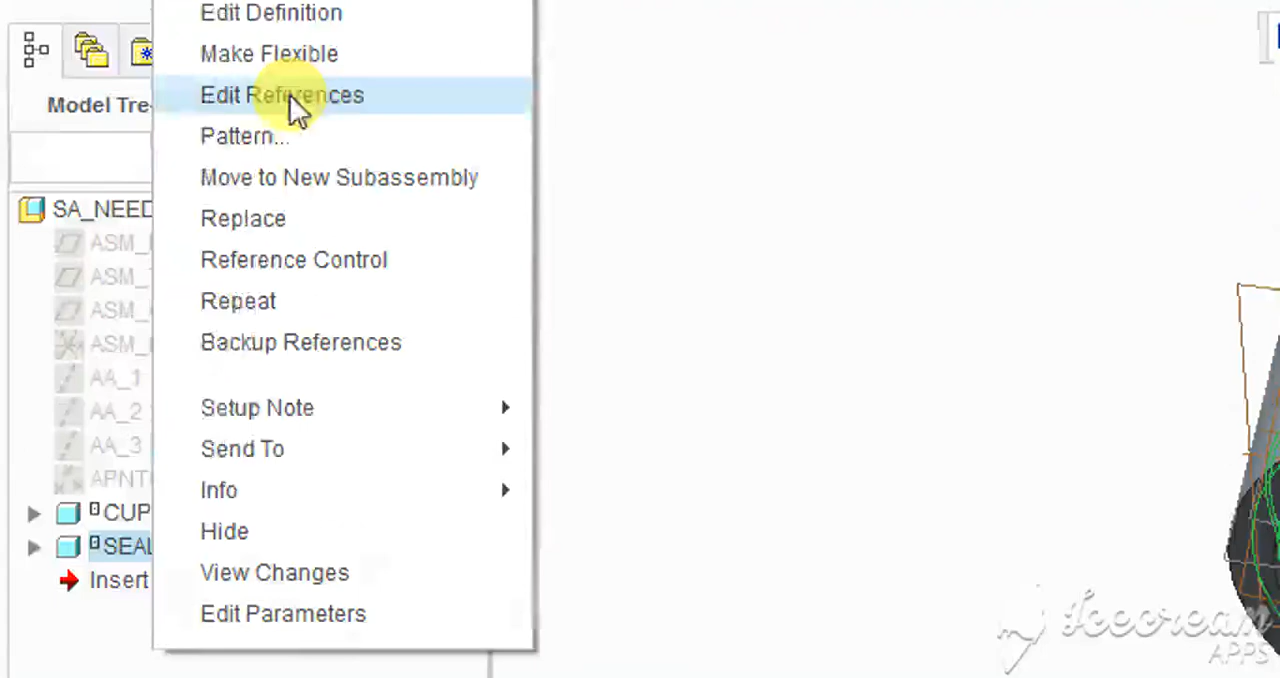 Edit Definition
Make Flexible
Edit References
Pattern...
Move to New Subassembly
Replace
Reference Control
Repeat
Backup References
Setup Note
Send To
Info
Hide
View Changes
Edit Parameters
Model Tre
SA_NEED
ASM_
ASM_
ASM_
ASM_
AA_1
AA_2
AA_3
APNT
CUP
SEAL
Insert
Icecream
APPS